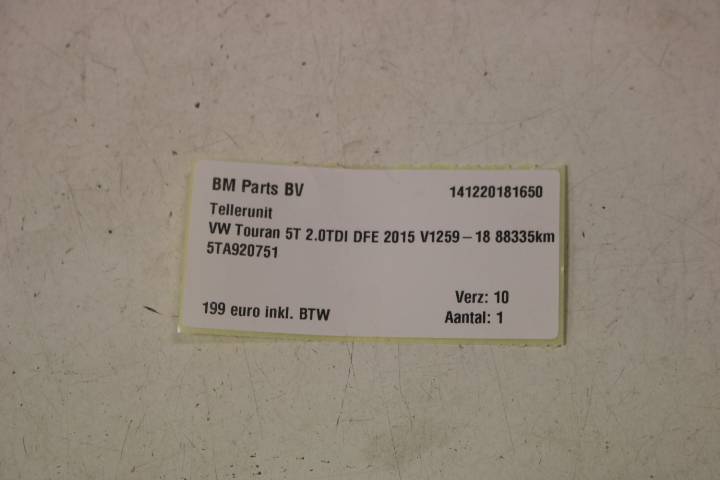 BM Parts BV 141220181650
Tellerunit
VW Touran 5T 2.0TDI DFE 2015 V1259-18 88335km
5TA920751
Verz: 10
199 euro inkl. BTW Aantal: 1